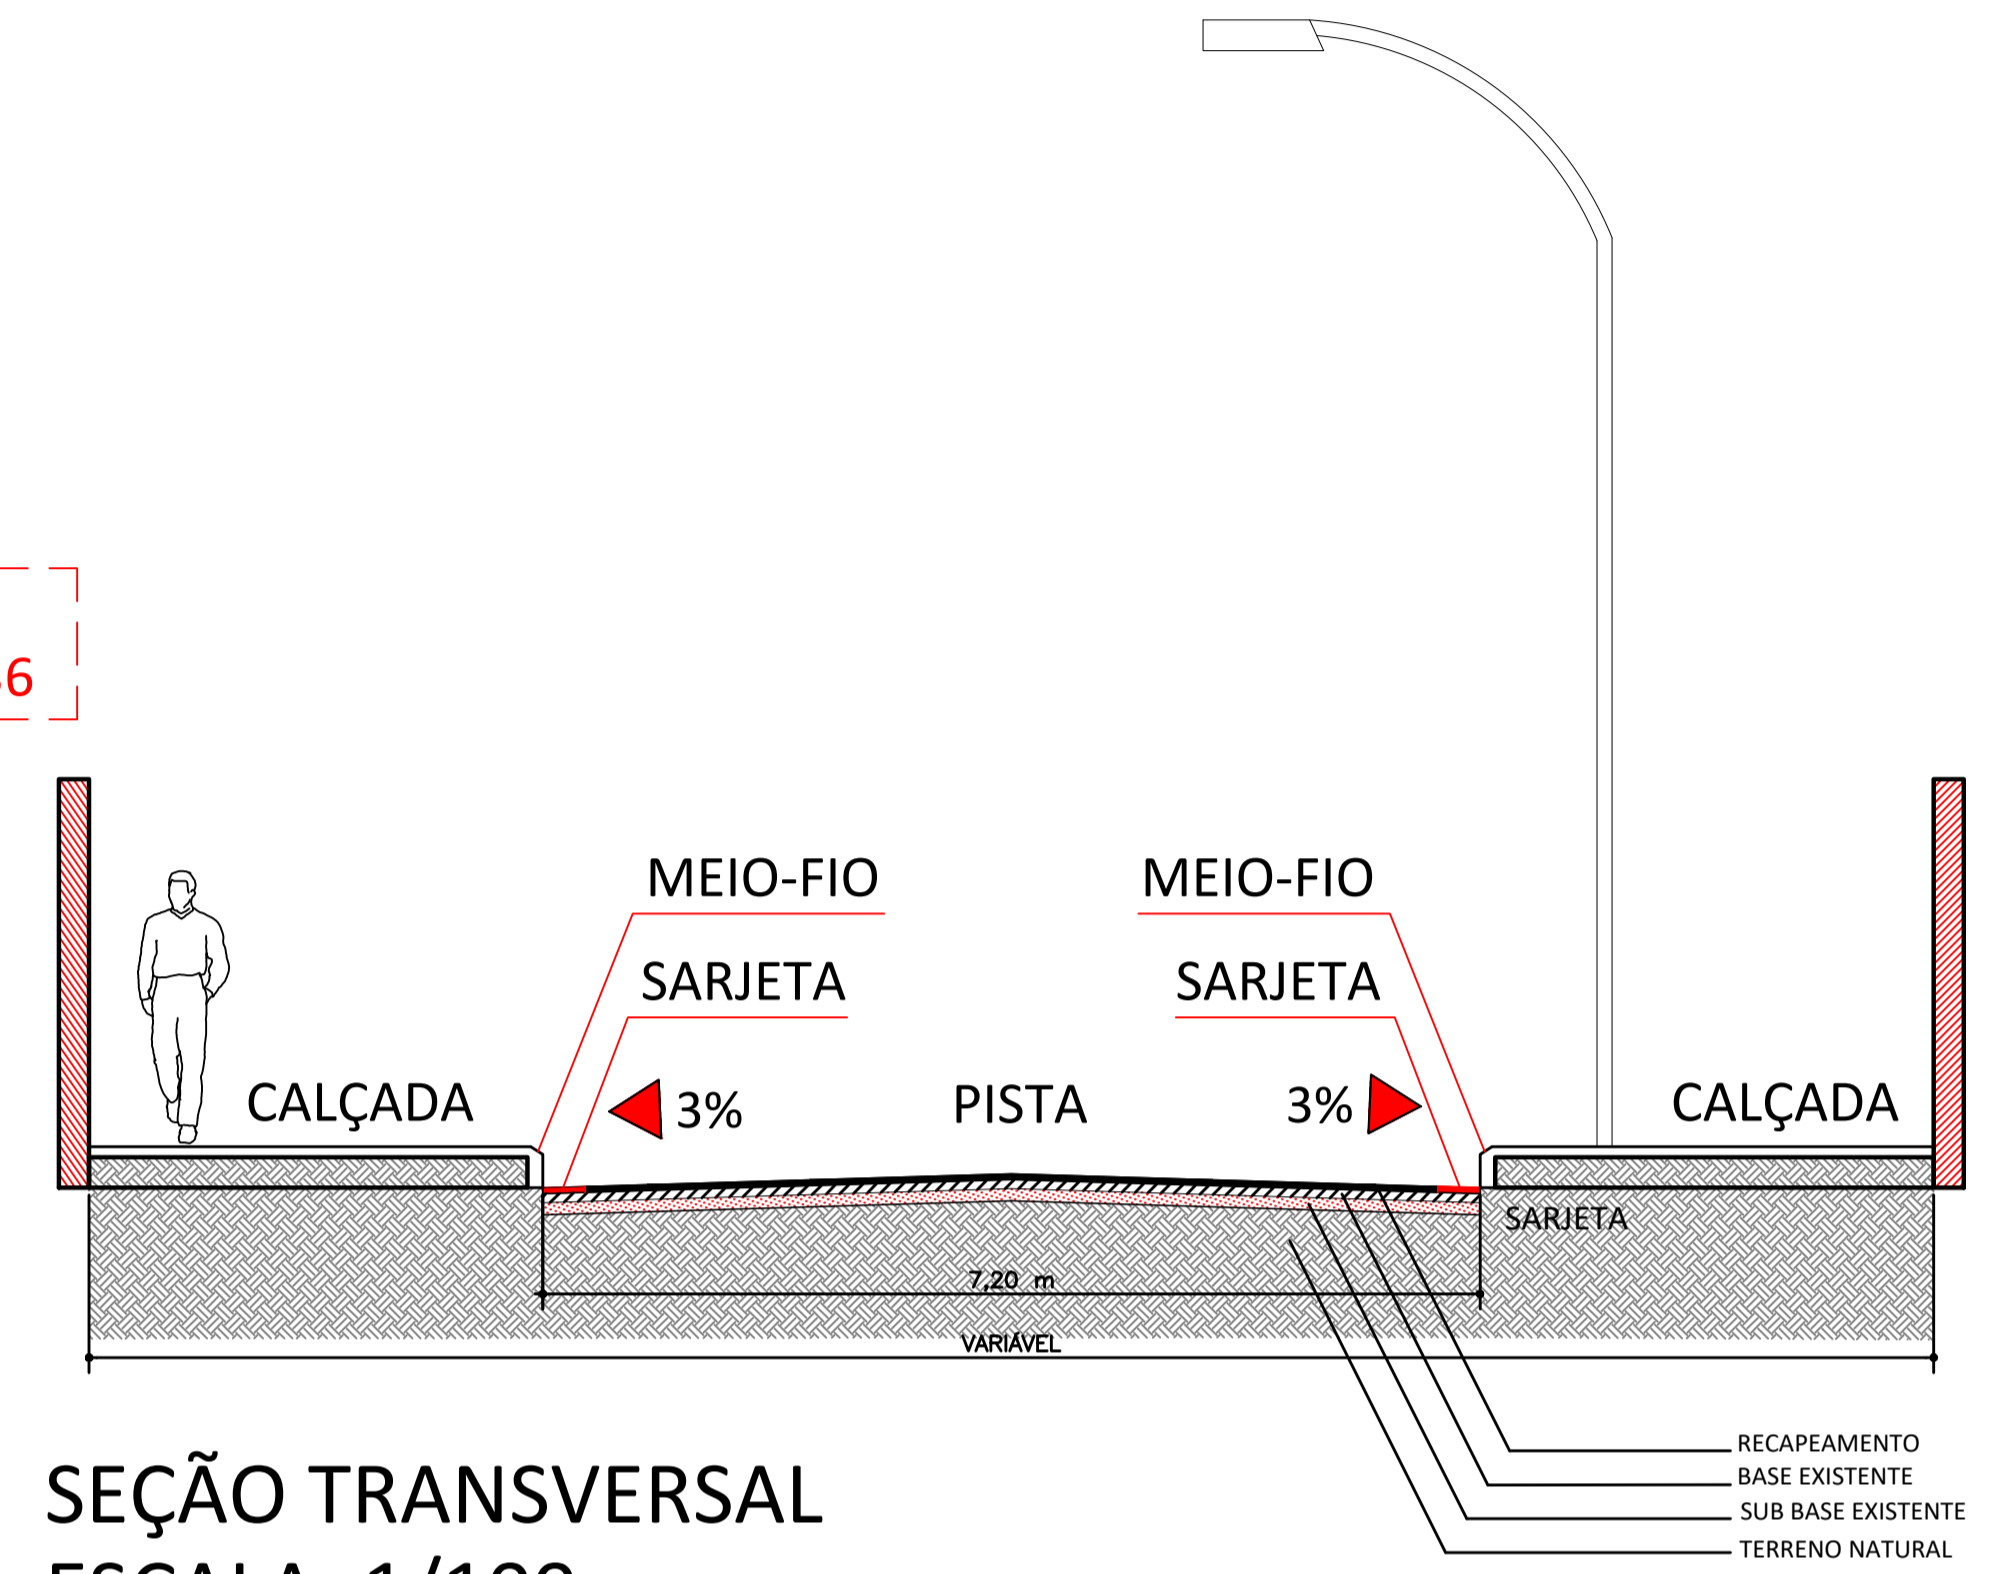 6
MEIO-FIO MEIO-FIO
SARJETA SARJETA
CALÇADA 3% PISTA 3% CALÇADA
SARJETA
7,20 m
VARIÁVEL
RECAPEAMENTO
BASE EXISTENTE
SUB BASE EXISTENTE
TERRENO NATURAL
SEÇÃO TRANSVERSAL